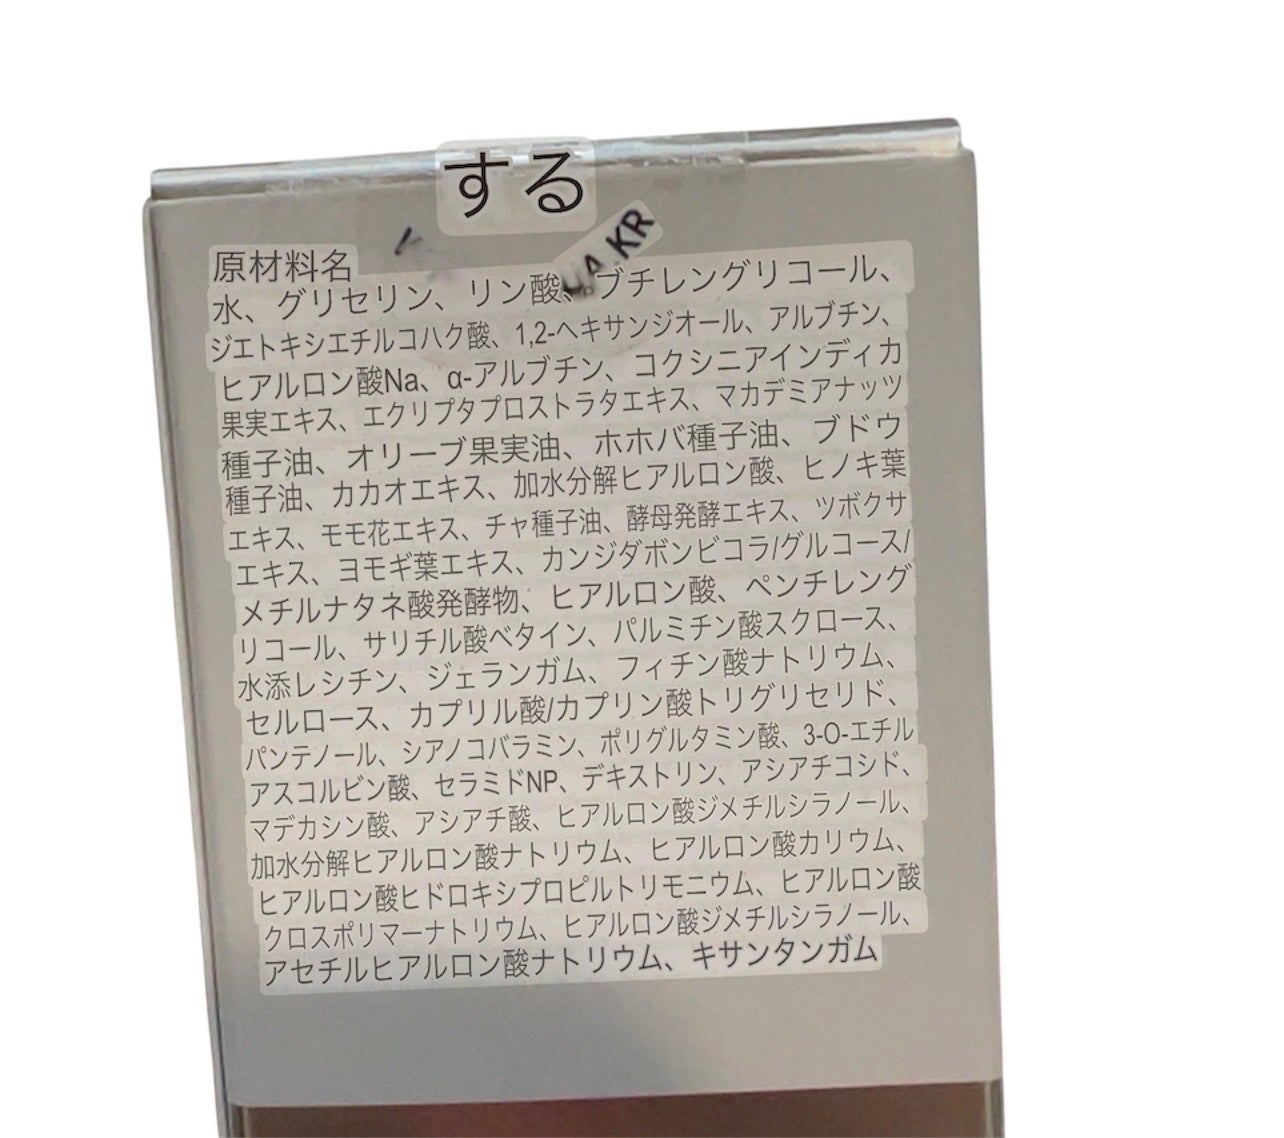 する
KR
原材料名
水、グリセリン、リン酸、ブチレングリコール、
ジエトキシエチルコハク酸、1,2-ヘキサンジオール、アルブチン、
ヒアルロン酸Na、α-アルブチン、コクシニアインディカ
果実エキス、エクリプタプロストラタエキス、マカデミアナッツ
種子油、オリーブ果実油、ホホバ種子油、ブドウ
種子油、カカオエキス、加水分解ヒアルロン酸、ヒノキ葉
エキス、モモ花エキス、チャ種子油、酵母発酵エキス、ツボクサ
エキス、ヨモギ葉エキス、カンジダボンビコラ/グルコース/
メチルナタネ酸発酵物、ヒアルロン酸、ペンチレング
リコール、サリチル酸ベタイン、パルミチン酸スクロース、
水添レシチン、ジェランガム、フィチン酸ナトリウム、
セルロース、カプリル酸/カプリン酸トリグリセリド、
パンテノール、シアノコバラミン、ポリグルタミン酸、3-O-エチル
アスコルビン酸、セラミドNP、デキストリン、アシアチコシド、
マデカシン酸、アシアチ酸、ヒアルロン酸ジメチルシラノール、
加水分解ヒアルロン酸ナトリウム、ヒアルロン酸カリウム、
ヒアルロン酸ヒドロキシプロピルトリモニウム、ヒアルロン酸
クロスポリマーナトリウム、ヒアルロン酸ジメチルシラノール、
アセチルヒアルロン酸ナトリウム、キサンタンガム